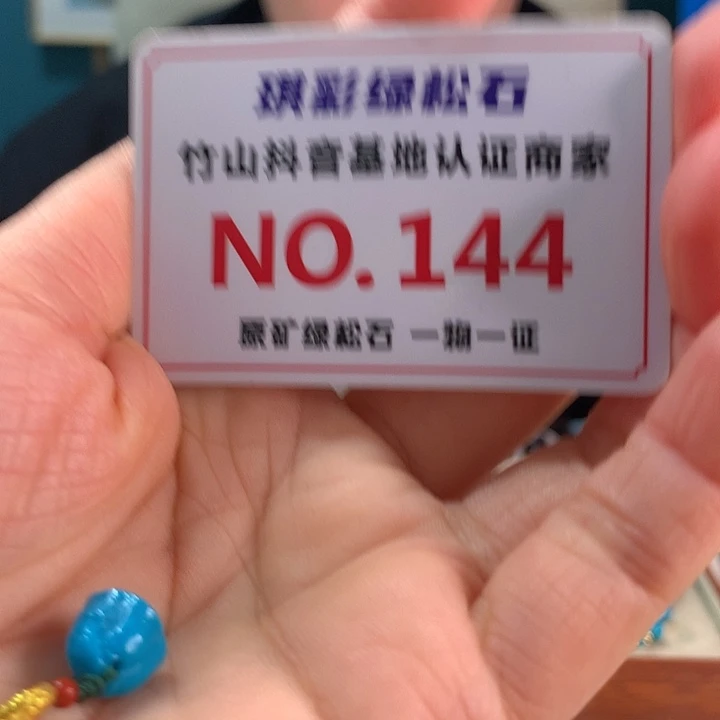 琪彩绿松石
竹山抖音基地认证商家
NO.144
原矿绿松石 一物一证